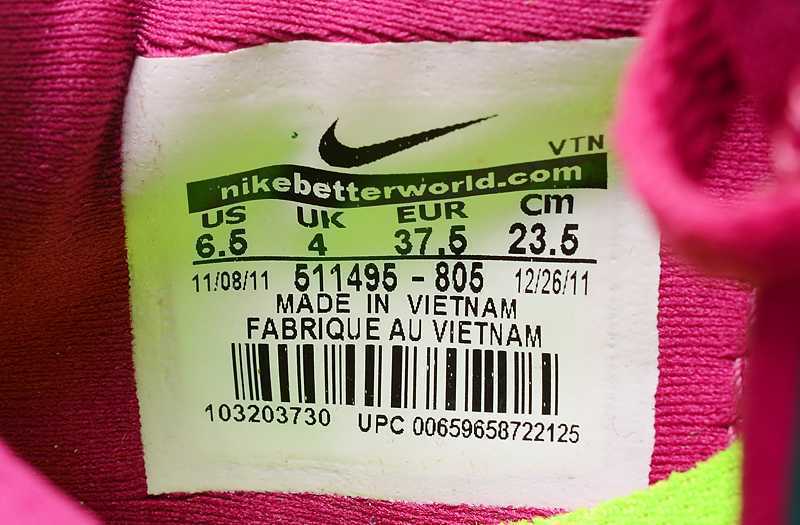 VTN
nikebetterworld.com
US UK EUR Cm
6.5 4 37.5 23.5
11/08/11 511495 - 805 12/26/11
MADE IN VIETNAM
FABRIQUE AU VIETNAM
103203730 UPC 00659658722125